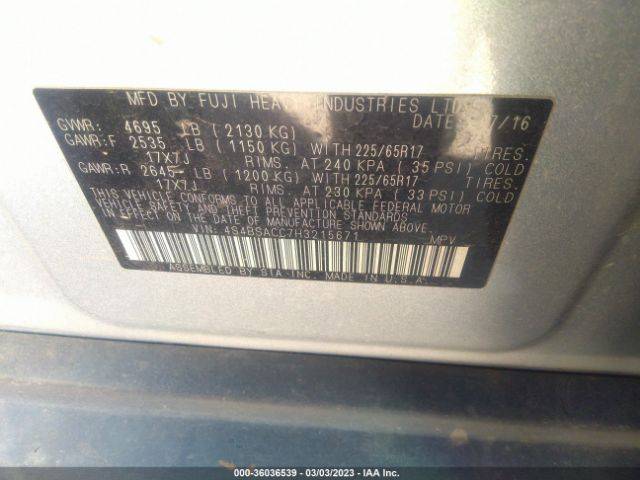 MFD BY FUJI HEAVY INDUSTRIES LTD
DATE: 7/16
GVWR: 4695 LB (2130 KG)
GAWR:F 2535 LB (1150 KG) WITH 225/65R17 TIRES.
17X7J RIMS. AT 240 KPA (35 PSI) COLD
GAWR:R 2645 LB (1200 KG) WITH 225/65R17 TIRES.
17X7J RIMS. AT 230 KPA (33 PSI) COLD
THIS VEHICLE CONFORMS TO ALL APPLICABLE FEDERAL MOTOR
VEHICLE SAFETY AND THEFT PREVENTION STANDARDS
IN EFFECT ON THE DATE OF MANUFACTURE SHOWN ABOVE.
VIN: 4S4BSACC7H3215671 MPV
ASSEMBLED BY SIA INC. MADE IN U.S.A.
000-36036539 - 03/03/2023 - IAA Inc.